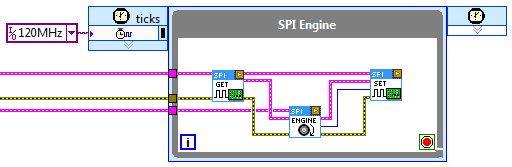 ticks
SPI Engine
I/O 120MHz
SPI
GET
SPI
ENGINE
SPI
SET
i